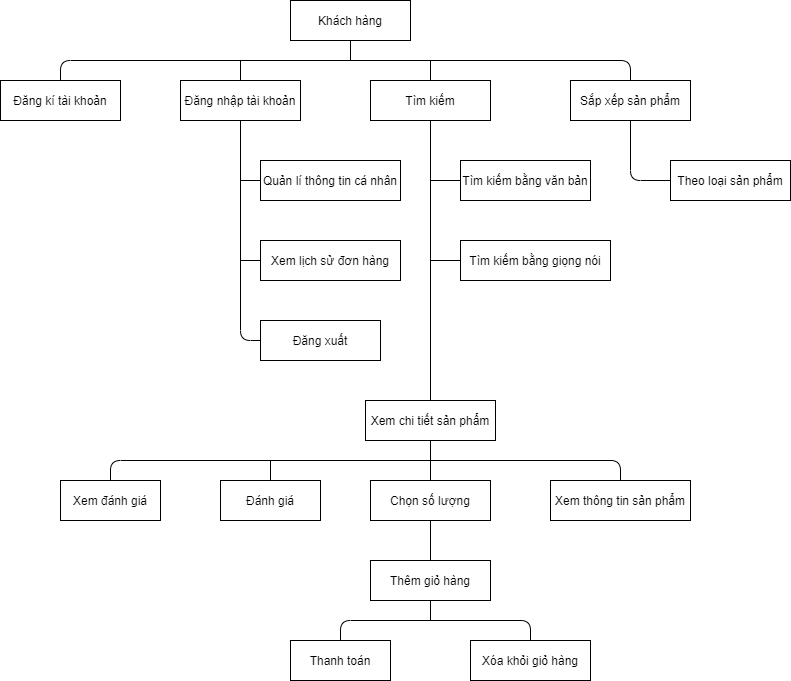 Khách hàng
Đăng kí tài khoản
Đăng nhập tài khoản
Tìm kiếm
Sắp xếp sản phẩm
Quản lí thông tin cá nhân
Tìm kiếm bằng văn bản
Theo loại sản phẩm
Xem lịch sử đơn hàng
Tìm kiếm bằng giọng nói
Đăng xuất
Xem chi tiết sản phẩm
Xem đánh giá
Đánh giá
Chọn số lượng
Xem thông tin sản phẩm
Thêm giỏ hàng
Thanh toán
Xóa khỏi giỏ hàng